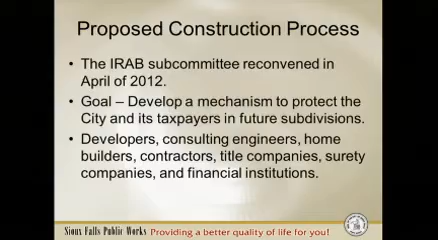 Proposed Construction Process
• The IRAB subcommittee reconvened in
April of 2012.
• Goal – Develop a mechanism to protect the
City and its taxpayers in future subdivisions.
• Developers, consulting engineers, home
builders, contractors, title companies, surety
companies, and financial institutions.
Sioux Falls Public Works Providing a better quality of life for you!